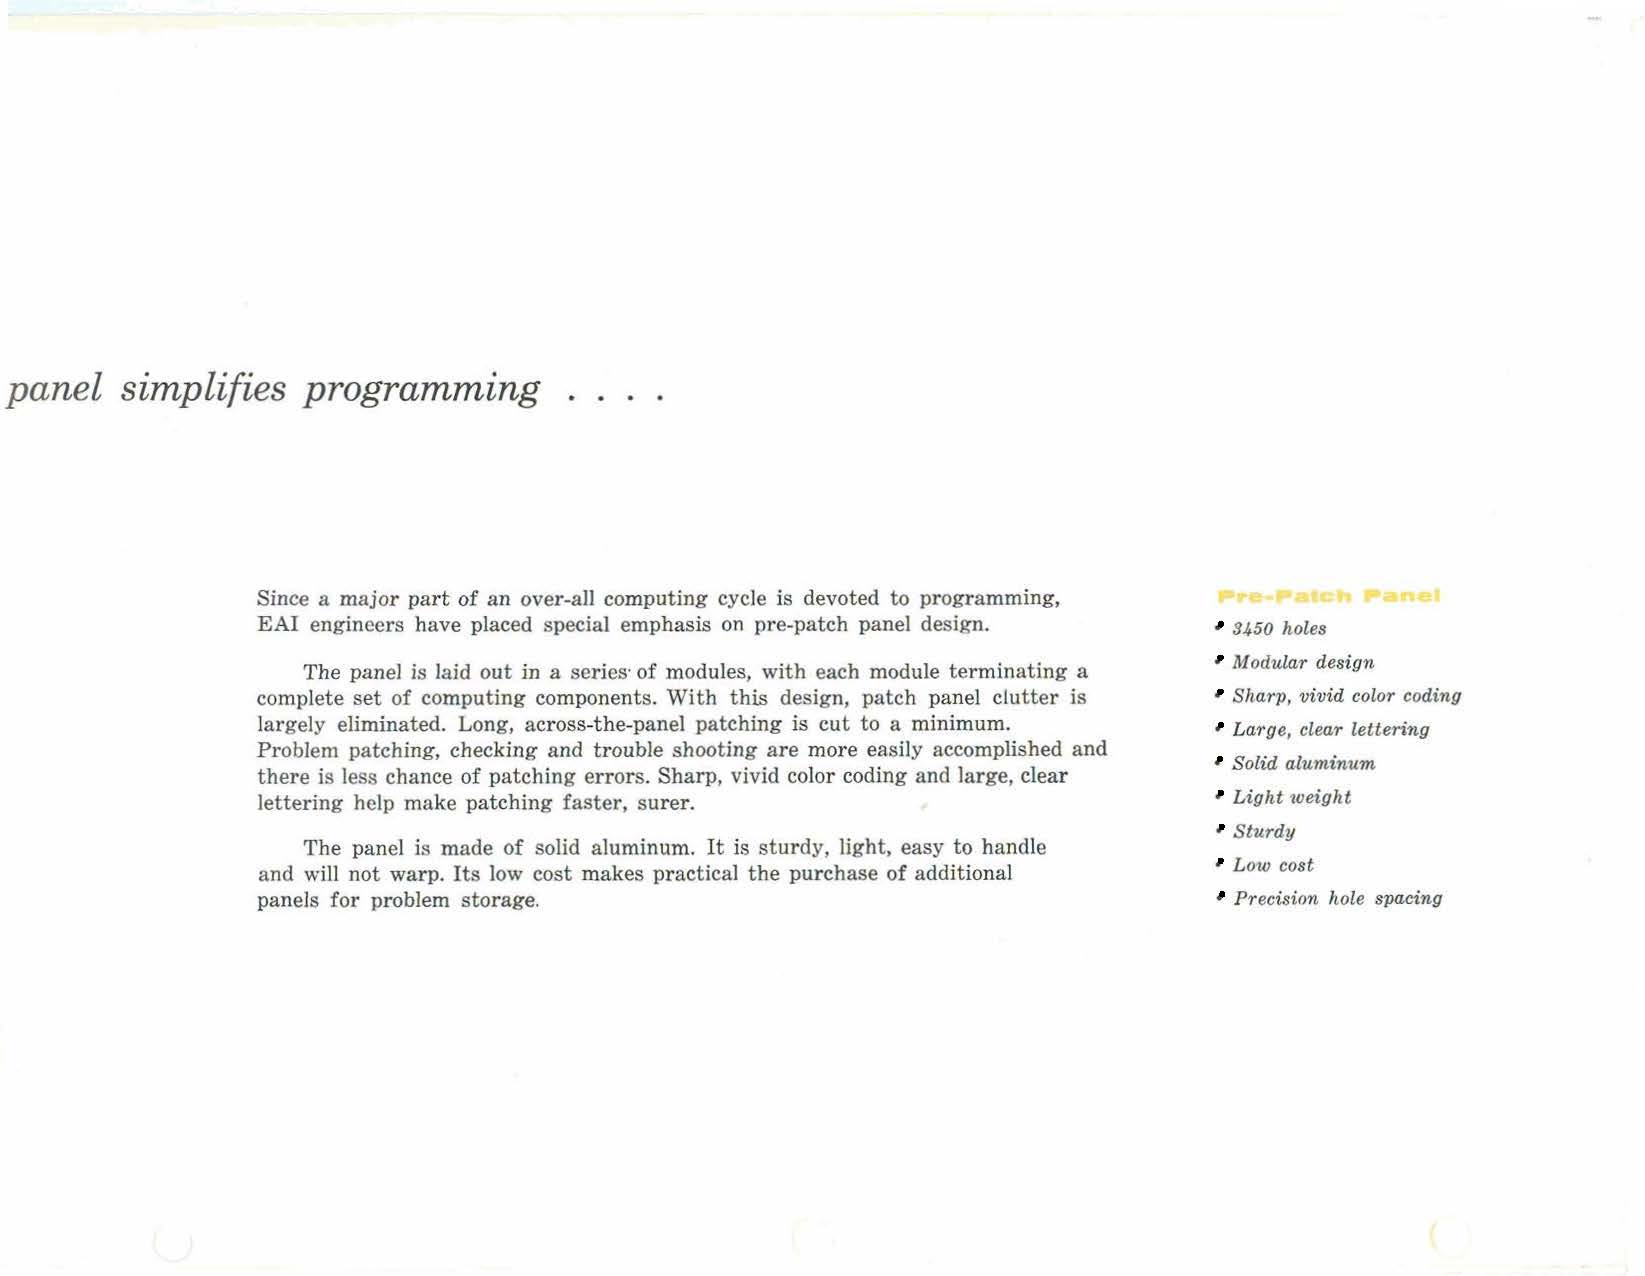 panel simplifies programming . . . .
Since a major part of an over-all computing cycle is devoted to programming,
EAI engineers have placed special emphasis on pre-patch panel design.
The panel is laid out in a series of modules, with each module terminating a
complete set of computing components. With this design, patch panel clutter is
largely eliminated. Long, across-the-panel patching is cut to a minimum.
Problem patching, checking and trouble shooting are more easily accomplished and
there is less chance of patching errors. Sharp, vivid color coding and large, clear
lettering help make patching faster, surer.
The panel is made of solid aluminum. It is sturdy, light, easy to handle
and will not warp. Its low cost makes practical the purchase of additional
panels for problem storage.
Pre-Patch Panel
• 3450 holes
• Modular design
• Sharp, vivid color coding
• Large, clear lettering
• Solid aluminum
• Light weight
• Sturdy
• Low cost
• Precision hole spacing